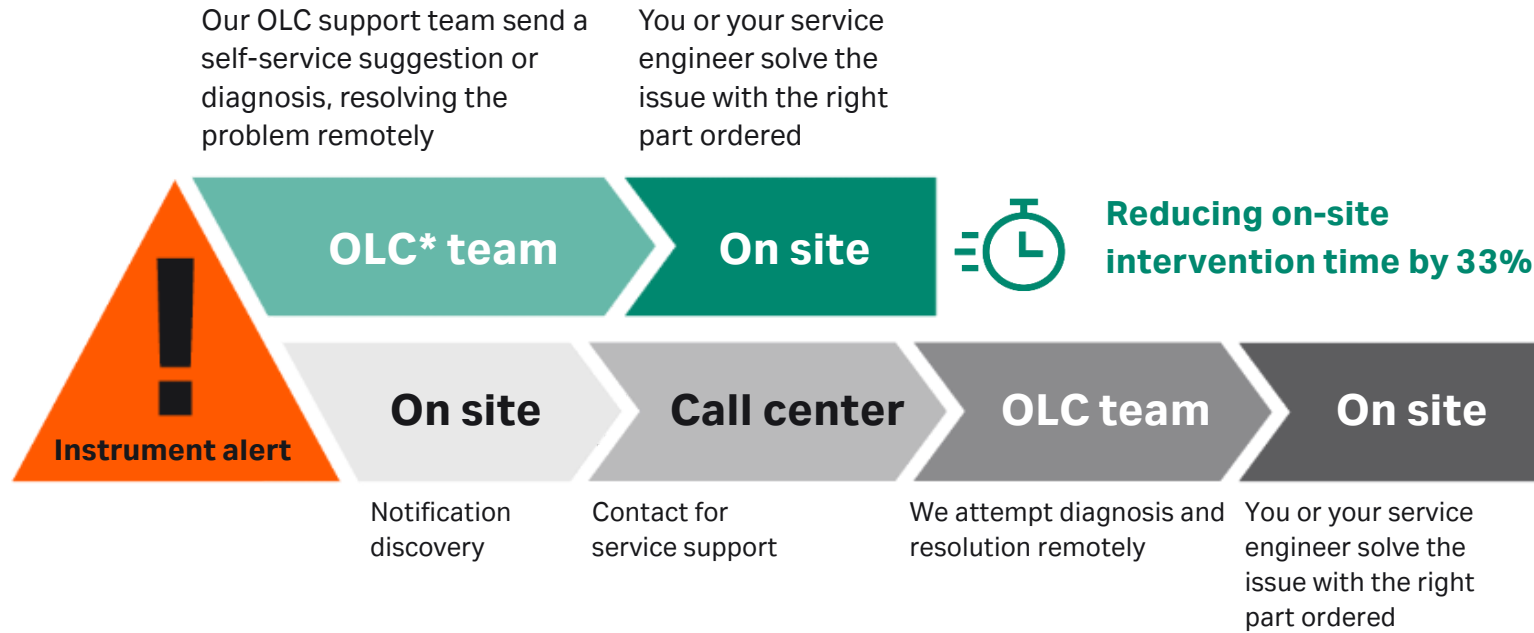 Our OLC support team send a
self-service suggestion or
diagnosis, resolving the
problem remotely
You or your service
engineer solve the
issue with the right
part ordered
OLC* team
On site
Reducing on-site
intervention time by 33%
!
Instrument alert
On site
Call center
OLC team
On site
Notification
discovery
Contact for
service support
We attempt diagnosis and
resolution remotely
You or your service
engineer solve the
issue with the right
part ordered